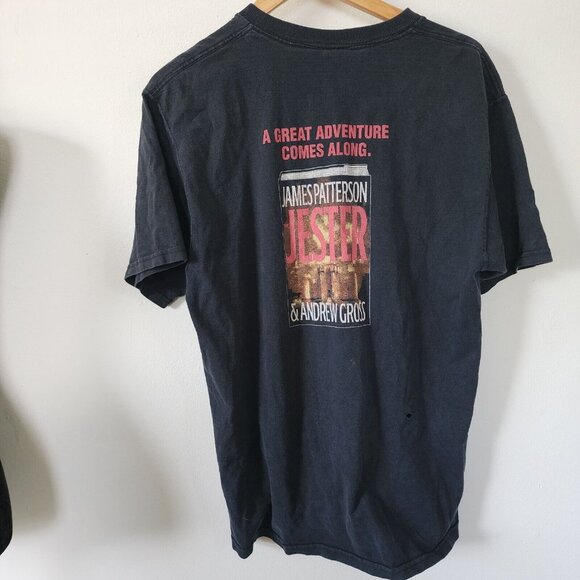 A GREAT ADVENTURE
COMES ALONG.
JAMES PATTERSON
JESTER
& ANDREW GROSS